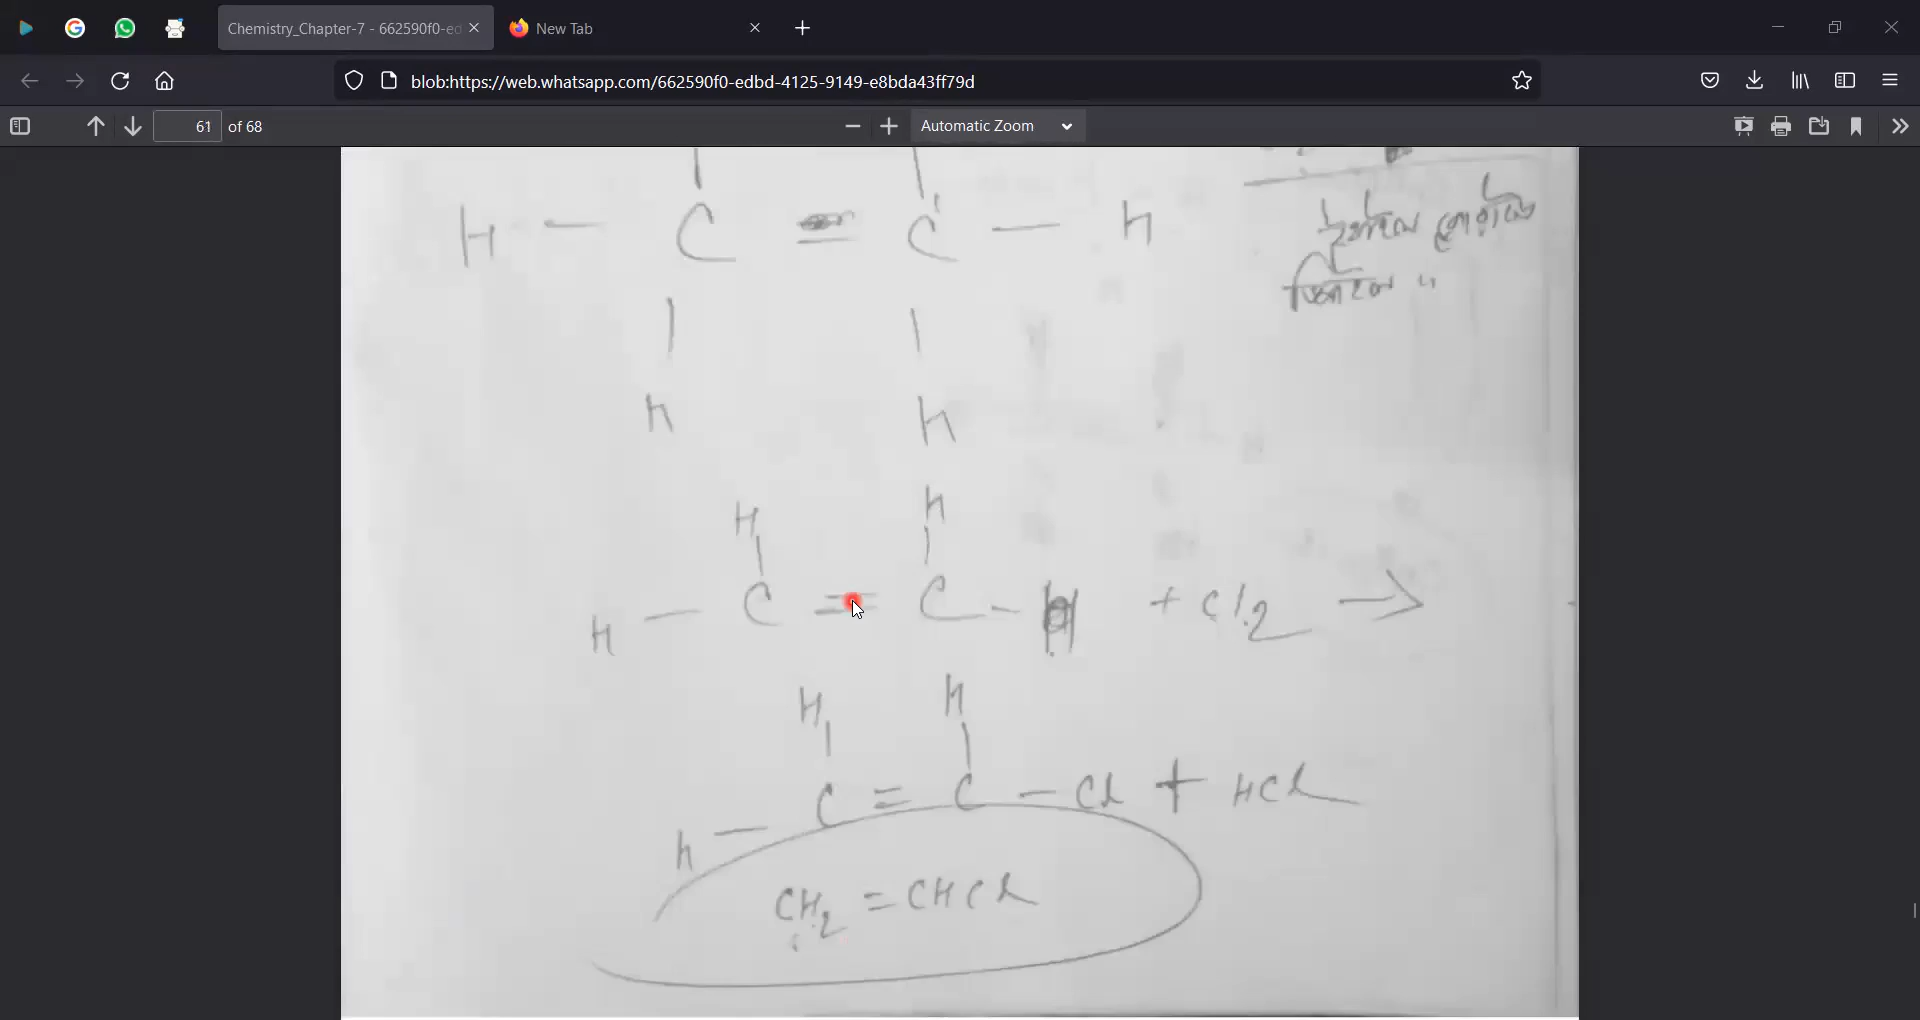 Chemistry_Chapter-7 - 662590f0-ed
New Tab
blob:https://web.whatsapp.com/662590f0-edbd-4125-9149-e8bda43ff79d
61 of 68
Automatic Zoom
H — C = C — H
H H
H H
H — C = C — H + Cl2 →
H H
H — C = C — Cl + HCl
CH2 = CHCl